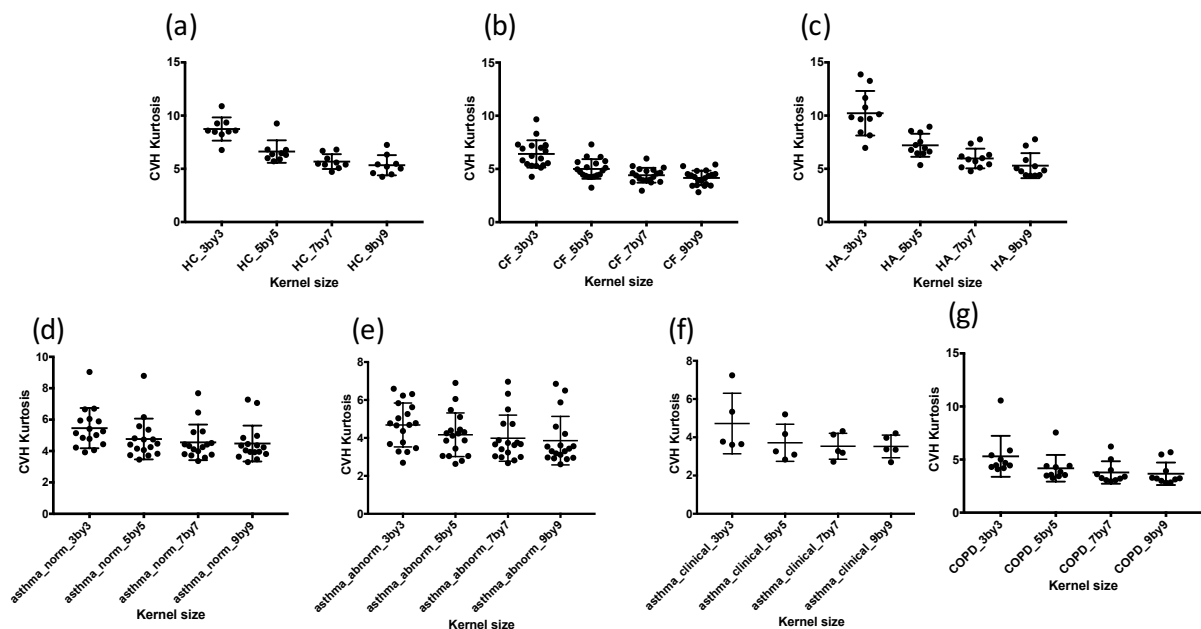 (a)
CVH Kurtosis
15
10
5
0
HC_3by3
HC_5by5
HC_7by7
HC_9by9
Kernel size
(b)
CVH Kurtosis
15
10
5
0
CF_3by3
CF_5by5
CF_7by7
CF_9by9
Kernel size
(c)
CVH Kurtosis
15
10
5
0
HA_3by3
HA_5by5
HA_7by7
HA_9by9
Kernel size
(d)
CVH Kurtosis
10
8
6
4
2
0
asthma_norm_3by3
asthma_norm_5by5
asthma_norm_7by7
asthma_norm_9by9
Kernel size
(e)
CVH Kurtosis
8
6
4
2
0
asthma_abnorm_3by3
asthma_abnorm_5by5
asthma_abnorm_7by7
asthma_abnorm_9by9
Kernel size
(f)
CVH Kurtosis
8
6
4
2
0
asthma_clinical_3by3
asthma_clinical_5by5
asthma_clinical_7by7
asthma_clinical_9by9
Kernel size
(g)
CVH Kurtosis
15
10
5
0
COPD_3by3
COPD_5by5
COPD_7by7
COPD_9by9
Kernel size